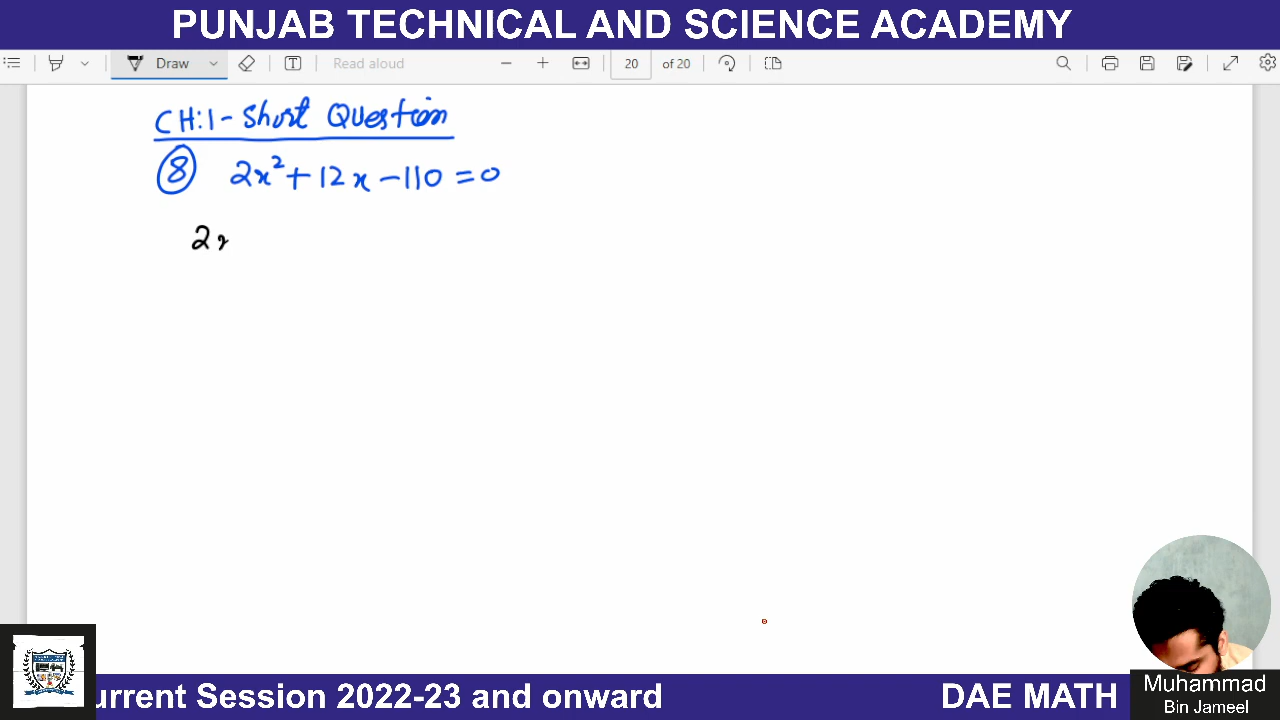 PUNJAB TECHNICAL AND SCIENCE ACADEMY
Draw
Read aloud
20 of 20
CH:1 - Short Question
8 2x² + 12x - 110 = 0
2x
urrent Session 2022-23 and onward
DAE MATH
Muhammad
Bin Jameel